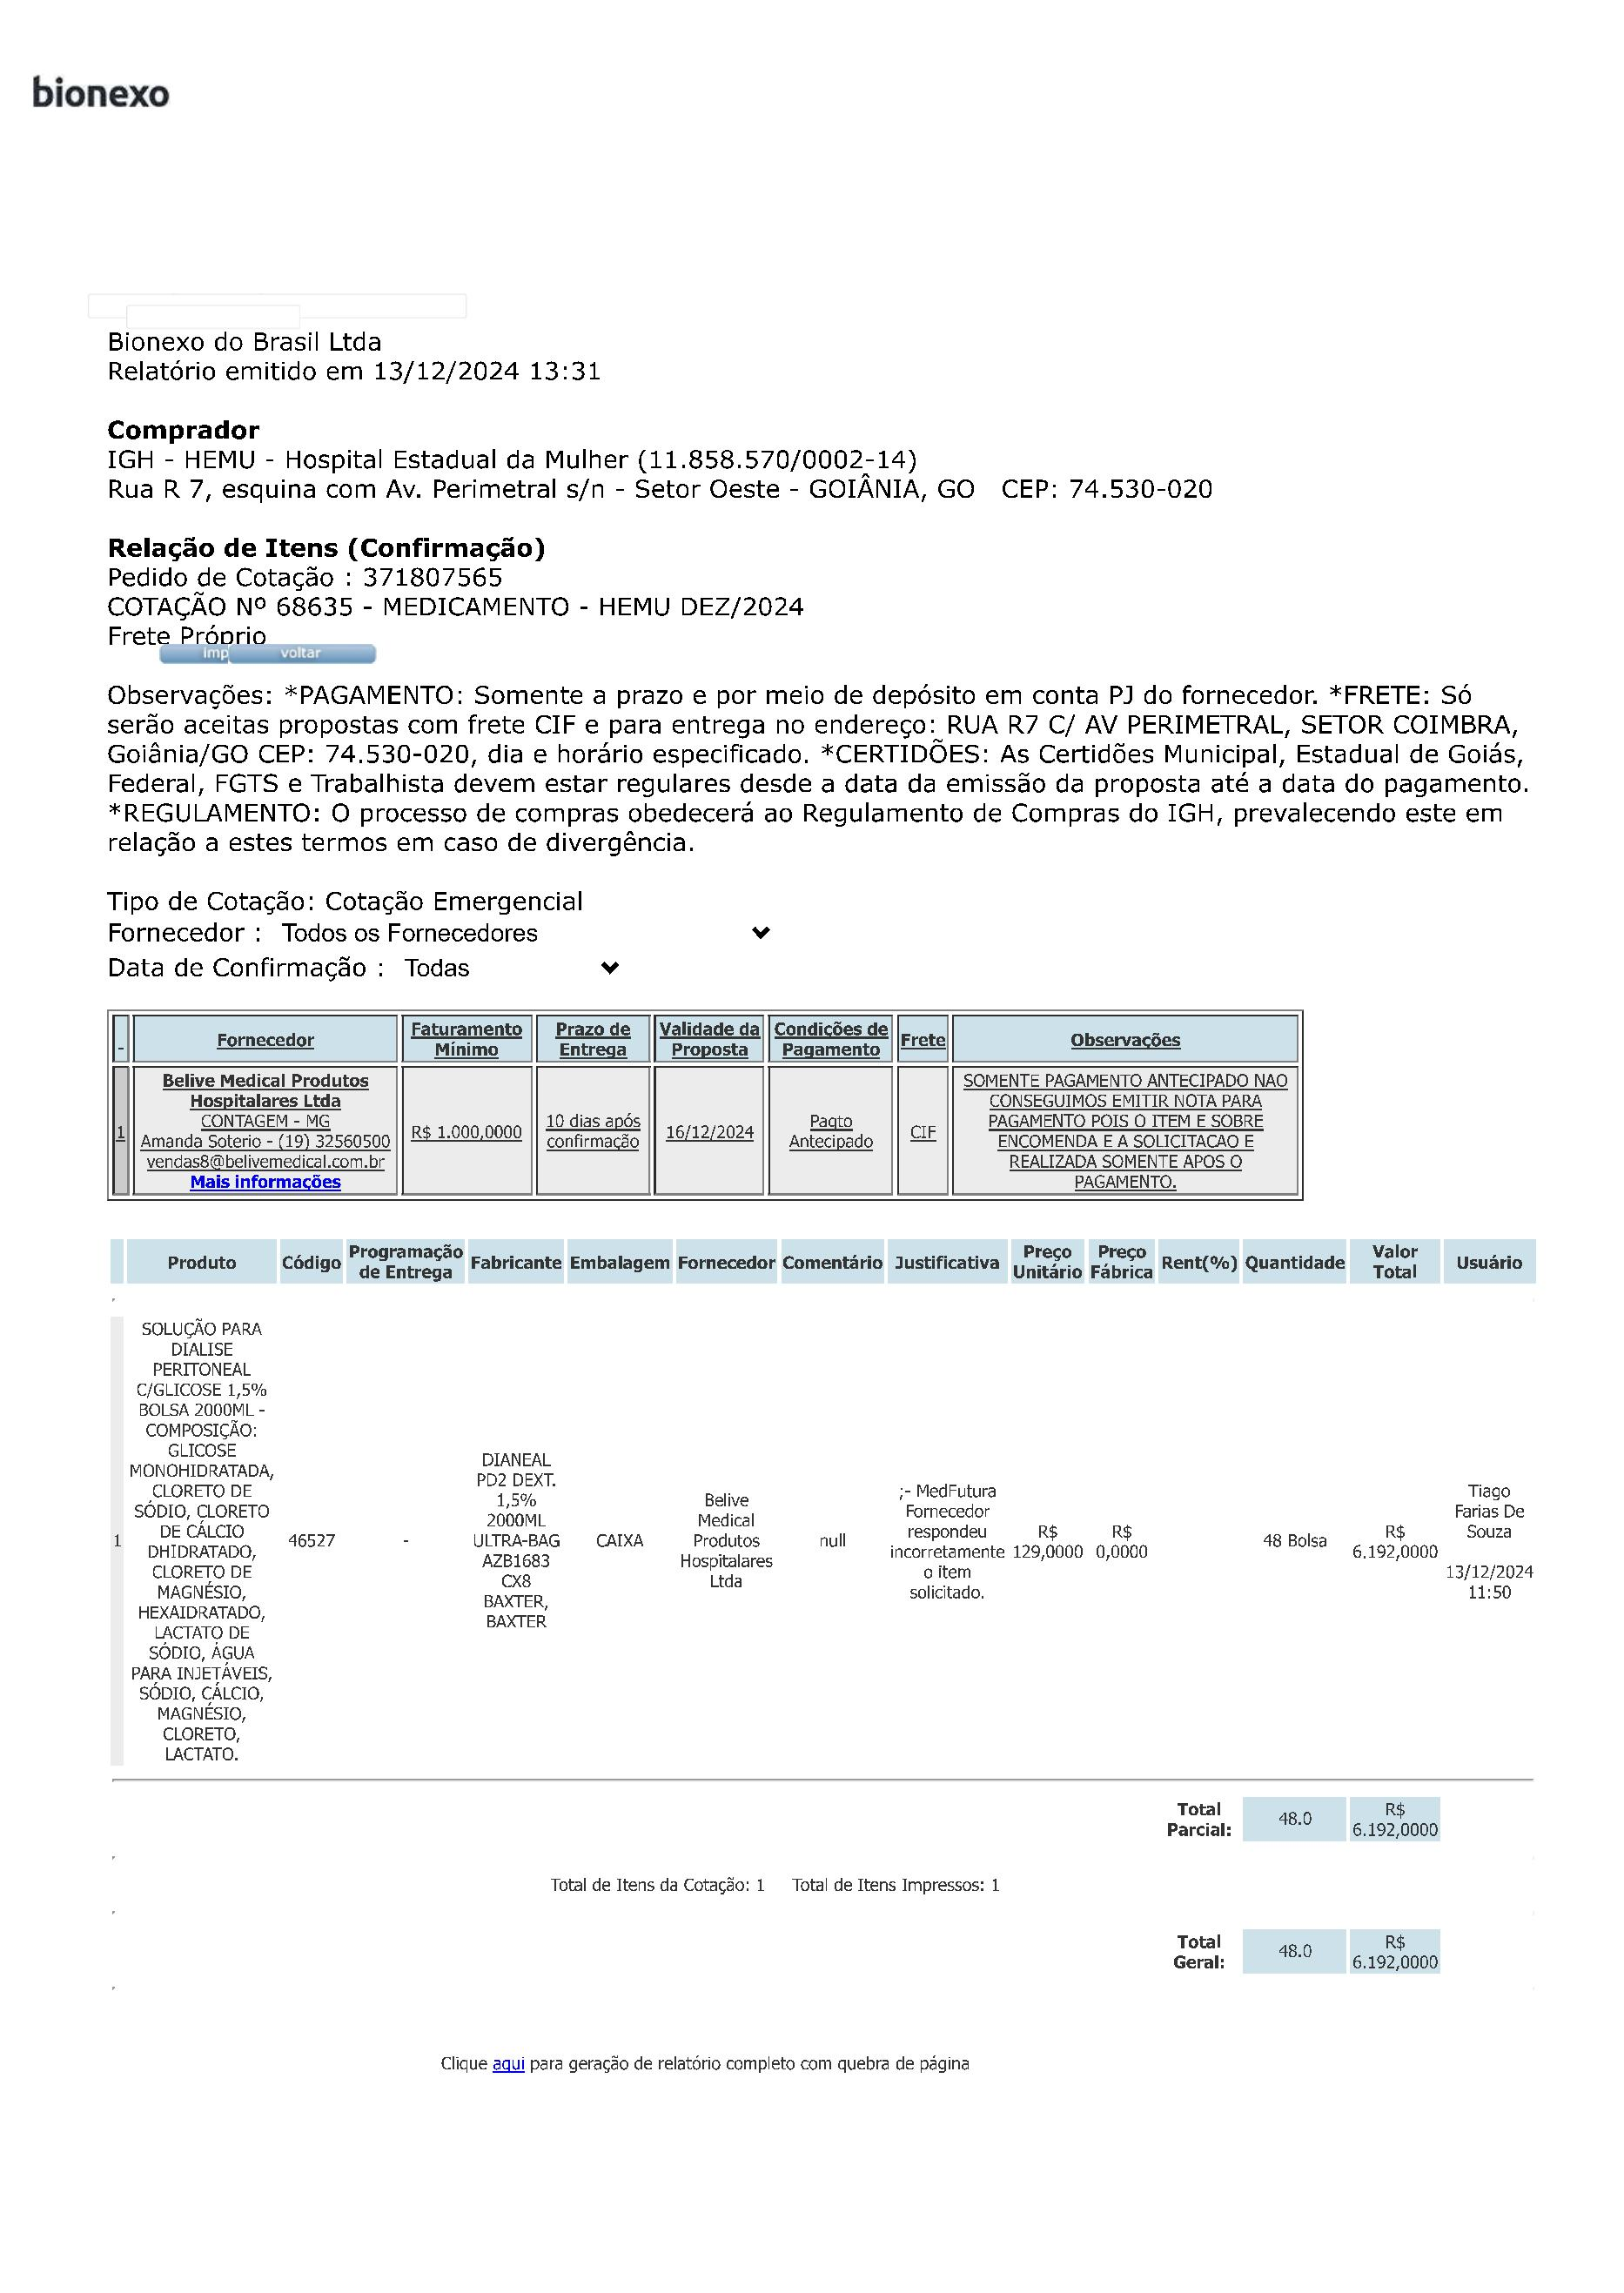 bionexo
Bionexo do Brasil Ltda
Relatório emitido em 13/12/2024 13:31
Comprador
IGH - HEMU - Hospital Estadual da Mulher (11.858.570/0002-14)
Rua R 7, esquina com Av. Perimetral s/n - Setor Oeste - GOIÂNIA, GO CEP: 74.530-020
Relação de Itens (Confirmação)
Pedido de Cotação : 371807565
COTAÇÃO Nº 68635 - MEDICAMENTO - HEMU DEZ/2024
Frete Próprio
imp voltar
Observações: *PAGAMENTO: Somente a prazo e por meio de depósito em conta PJ do fornecedor. *FRETE: Só
serão aceitas propostas com frete CIF e para entrega no endereço: RUA R7 C/ AV PERIMETRAL, SETOR COIMBRA,
Goiânia/GO CEP: 74.530-020, dia e horário especificado. *CERTIDÕES: As Certidões Municipal, Estadual de Goiás,
Federal, FGTS e Trabalhista devem estar regulares desde a data da emissão da proposta até a data do pagamento.
*REGULAMENTO: O processo de compras obedecerá ao Regulamento de Compras do IGH, prevalecendo este em
relação a estes termos em caso de divergência.
Tipo de Cotação: Cotação Emergencial
Fornecedor : Todos os Fornecedores
Data de Confirmação : Todas
-
Fornecedor
Faturamento
Mínimo
Prazo de
Entrega
Validade da
Proposta
Condições de
Pagamento
Frete
Observações
1
Belive Medical Produtos
Hospitalares Ltda
CONTAGEM - MG
Amanda Soterio - (19) 32560500
vendas8@belivemedical.com.br
Mais informações
R$ 1.000,0000
10 dias após
confirmação
16/12/2024
Pagto
Antecipado
CIF
SOMENTE PAGAMENTO ANTECIPADO NAO
CONSEGUIMOS EMITIR NOTA PARA
PAGAMENTO POIS O ITEM E SOBRE
ENCOMENDA E A SOLICITACAO E
REALIZADA SOMENTE APOS O
PAGAMENTO.
Produto
Código
Programação
de Entrega
Fabricante
Embalagem
Fornecedor
Comentário
Justificativa
Preço
Unitário
Preço
Fábrica
Rent(%)
Quantidade
Valor
Total
Usuário
1
SOLUÇÃO PARA
DIALISE
PERITONEAL
C/GLICOSE 1,5%
BOLSA 2000ML -
COMPOSIÇÃO:
GLICOSE
MONOHIDRATADA,
CLORETO DE
SÓDIO, CLORETO
DE CÁLCIO
DHIDRATADO,
CLORETO DE
MAGNÉSIO,
HEXAIDRATADO,
LACTATO DE
SÓDIO, ÁGUA
PARA INJETÁVEIS,
SÓDIO, CÁLCIO,
MAGNÉSIO,
CLORETO,
LACTATO.
46527
-
DIANEAL
PD2 DEXT.
1,5%
2000ML
ULTRA-BAG
AZB1683
CX8
BAXTER,
BAXTER
CAIXA
Belive
Medical
Produtos
Hospitalares
Ltda
null
;- MedFutura
Fornecedor
respondeu
incorretamente
o item
solicitado.
R$
129,0000
R$
0,0000
48 Bolsa
R$
6.192,0000
Tiago
Farias De
Souza
13/12/2024
11:50
Total
Parcial:
48.0
R$
6.192,0000
Total de Itens da Cotação: 1 Total de Itens Impressos: 1
Total
Geral:
48.0
R$
6.192,0000
Clique aqui para geração de relatório completo com quebra de página